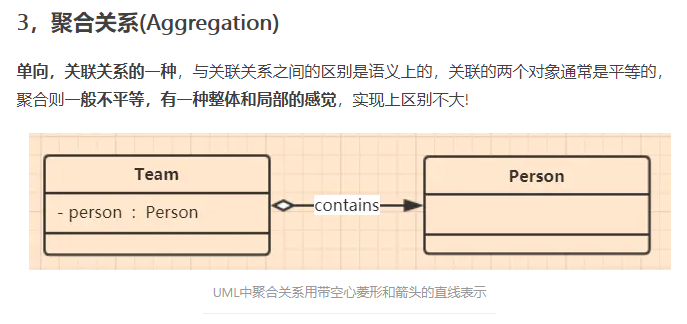 3，聚合关系(Aggregation)
单向，关联关系的一种，与关联关系之间的区别是语义上的，关联的两个对象通常是平等的，
聚合则一般不平等，有一种整体和局部的感觉，实现上区别不大!
Team
- person : Person
contains
Person
UML中聚合关系用带空心菱形和箭头的直线表示